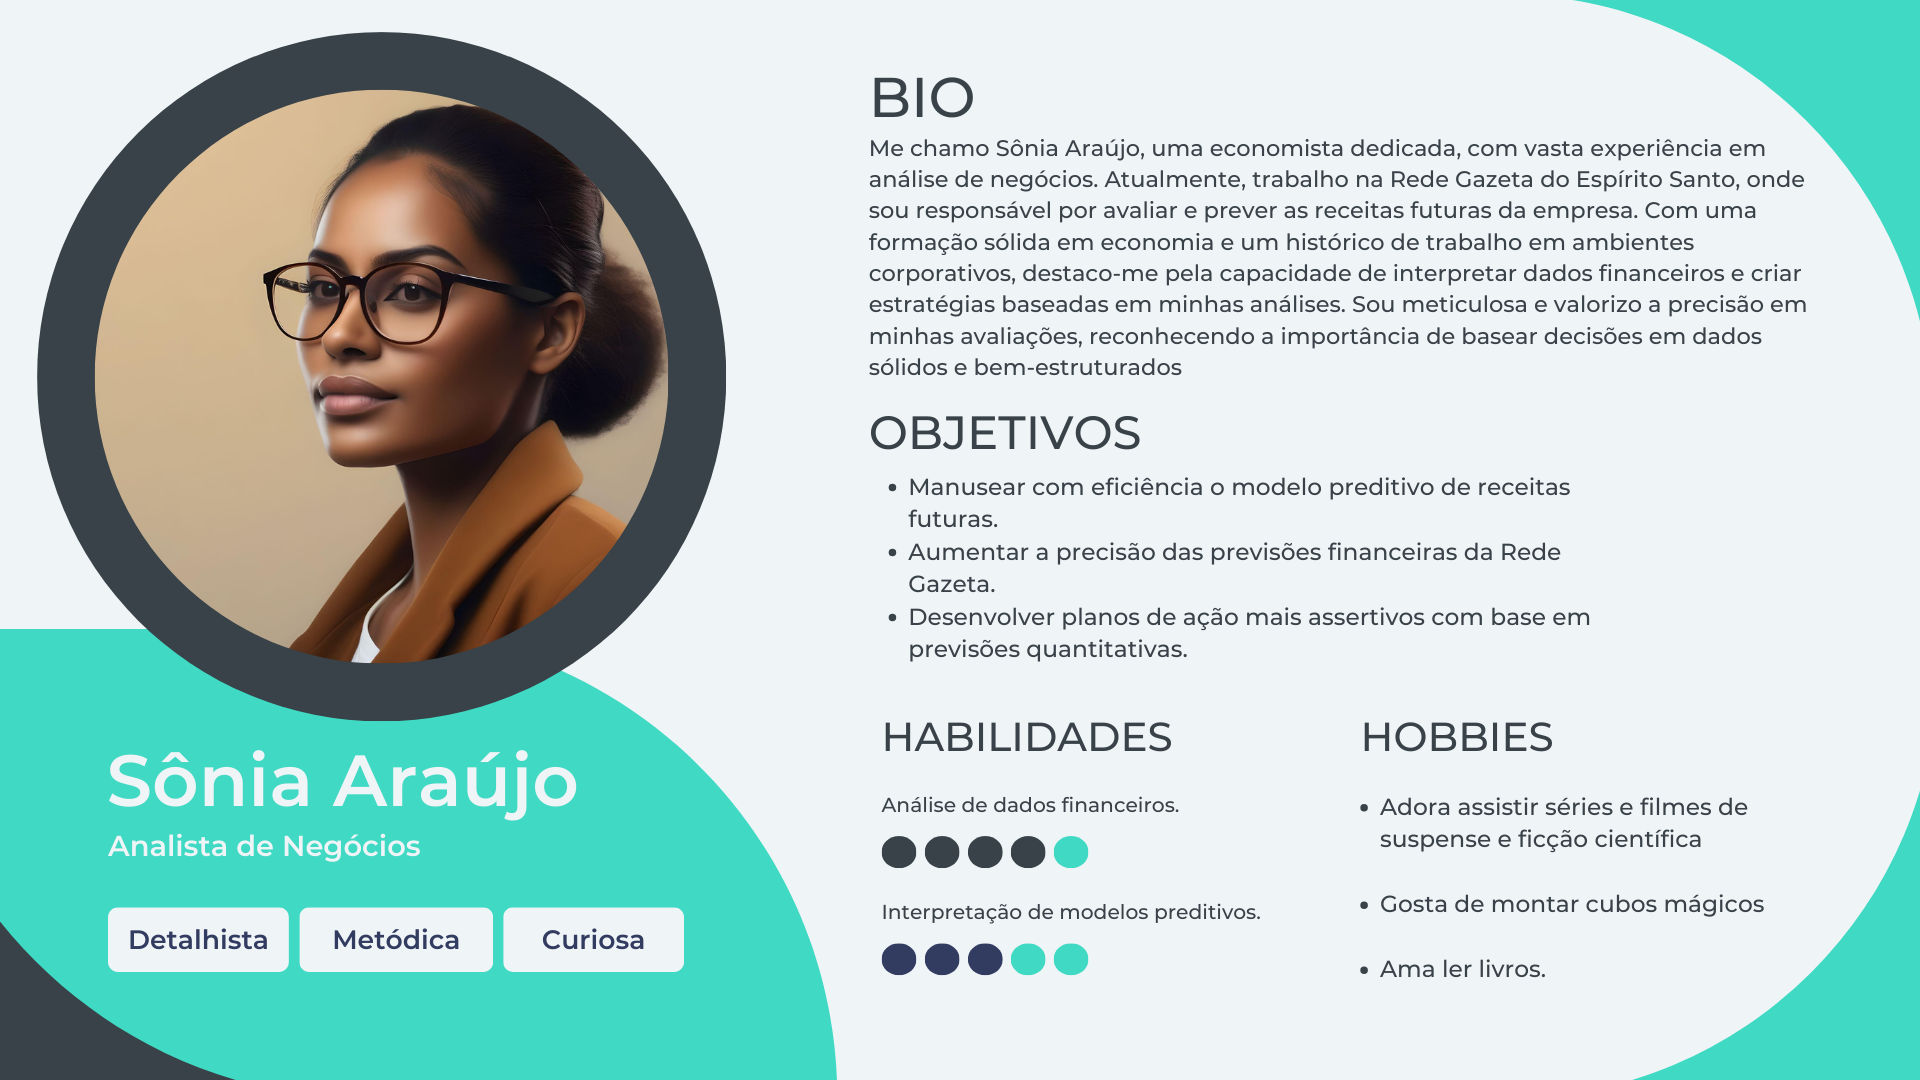 BIO
Me chamo Sônia Araújo, uma economista dedicada, com vasta experiência em
análise de negócios. Atualmente, trabalho na Rede Gazeta do Espírito Santo, onde
sou responsável por avaliar e prever as receitas futuras da empresa. Com uma
formação sólida em economia e um histórico de trabalho em ambientes
corporativos, destaco-me pela capacidade de interpretar dados financeiros e criar
estratégias baseadas em minhas análises. Sou meticulosa e valorizo a precisão em
minhas avaliações, reconhecendo a importância de basear decisões em dados
sólidos e bem-estruturados
OBJETIVOS
• Manusear com eficiência o modelo preditivo de receitas
futuras.
• Aumentar a precisão das previsões financeiras da Rede
Gazeta.
• Desenvolver planos de ação mais assertivos com base em
previsões quantitativas.
Sônia Araújo
Analista de Negócios
Detalhista
Metódica
Curiosa
HABILIDADES
Análise de dados financeiros.
Interpretação de modelos preditivos.
HOBBIES
• Adora assistir séries e filmes de
suspense e ficção científica
• Gosta de montar cubos mágicos
• Ama ler livros.